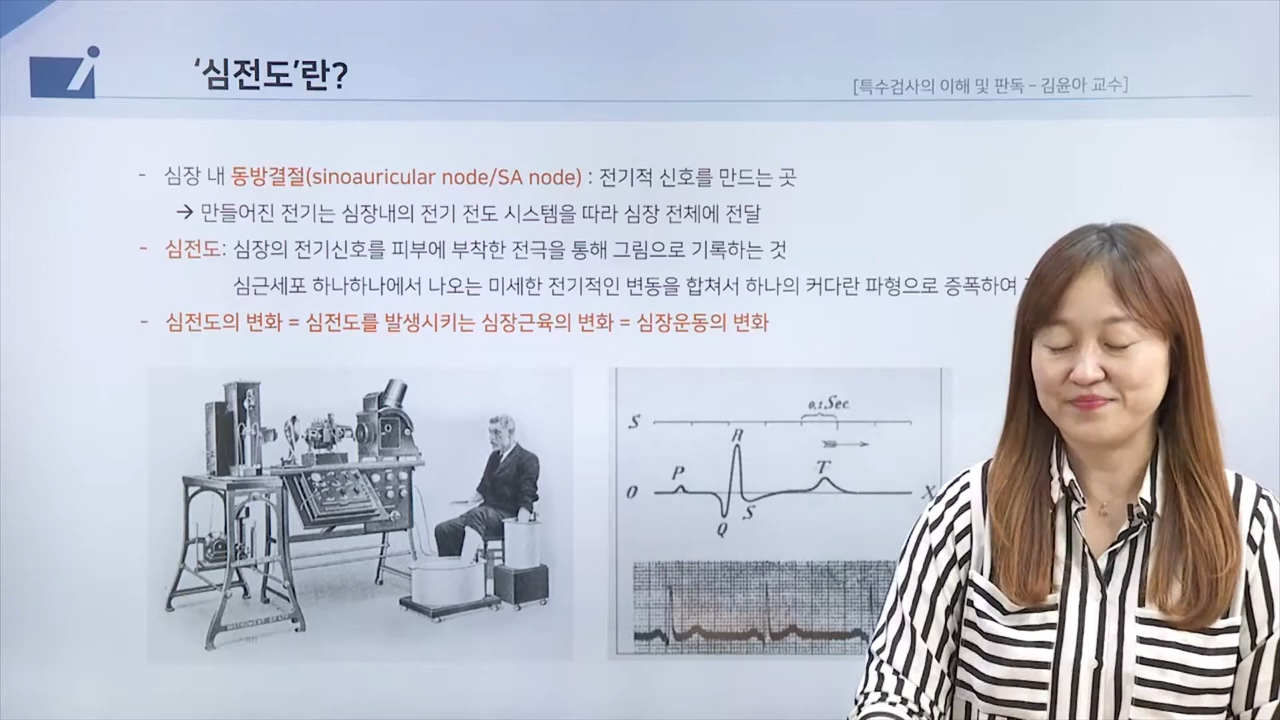 ‘심전도’란?
[특수검사의 이해 및 판독 – 김윤아 교수]
- 심장 내 동방결절(sinoauricular node/SA node) : 전기적 신호를 만드는 곳
→ 만들어진 전기는 심장내의 전기 전도 시스템을 따라 심장 전체에 전달
- 심전도: 심장의 전기신호를 피부에 부착한 전극을 통해 그림으로 기록하는 것
심근세포 하나하나에서 나오는 미세한 전기적인 변동을 합쳐서 하나의 커다란 파형으로 증폭하여
- 심전도의 변화 = 심전도를 발생시키는 심장근육의 변화 = 심장운동의 변화
0.1 Sec.
S
R
P
T
O
X
Q
S